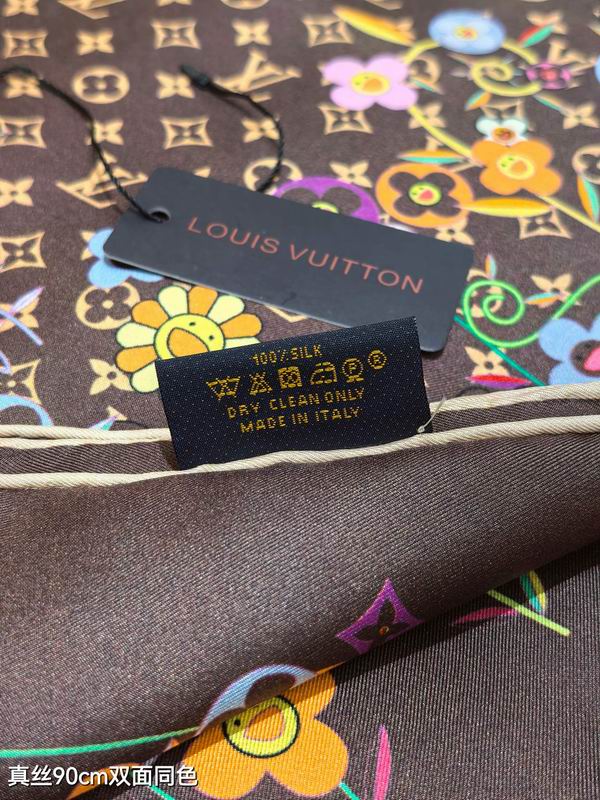 LOUIS VUITTON
100% SILK
P ®
DRY CLEAN ONLY
MADE IN ITALY
真丝90cm双面同色